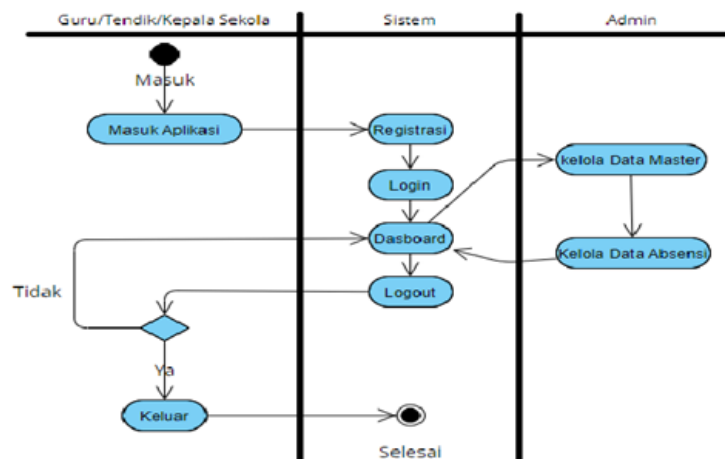 Guru/Tendik/Kepala Sekola
Sistem
Admin
Masuk
Masuk Aplikasi
Registrasi
kelola Data Master
Login
Dasboard
Kelola Data Absensi
Tidak
Logout
Ya
Keluar
Selesai